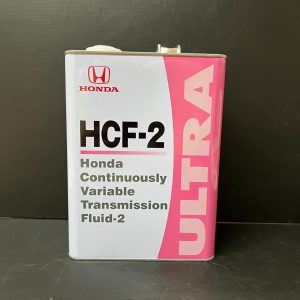 HONDA
HCF-2
Honda
Continuously
Variable
Transmission
Fluid-2
ULTRA